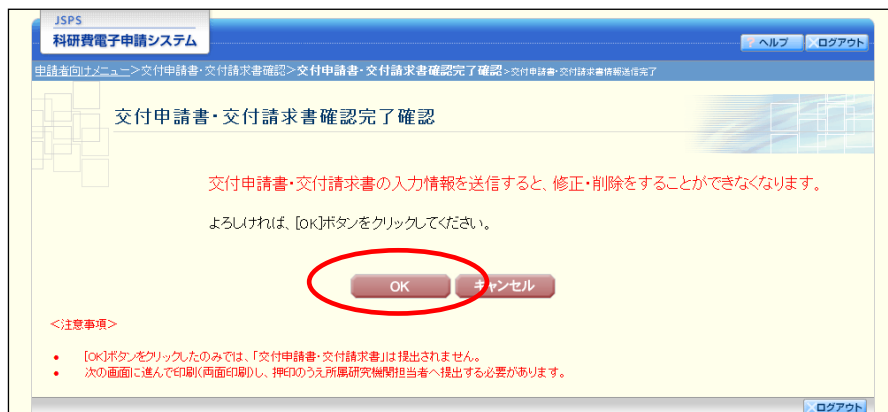 JSPS
科研費電子申請システム
? ヘルプ
×ログアウト
申請者向けメニュー>交付申請書・交付請求書確認>交付申請書・交付請求書確認完了確認>交付申請書・交付請求書情報送信完了
交付申請書・交付請求書確認完了確認
交付申請書・交付請求書の入力情報を送信すると、修正・削除をすることができなくなります。
よろしければ、[OK]ボタンをクリックしてください。
OK
キャンセル
<注意事項>
• [OK]ボタンをクリックしたのみでは、「交付申請書・交付請求書」は提出されません。
• 次の画面に進んで印刷(両面印刷)し、押印のうえ所属研究機関担当者へ提出する必要があります。
×ログアウト